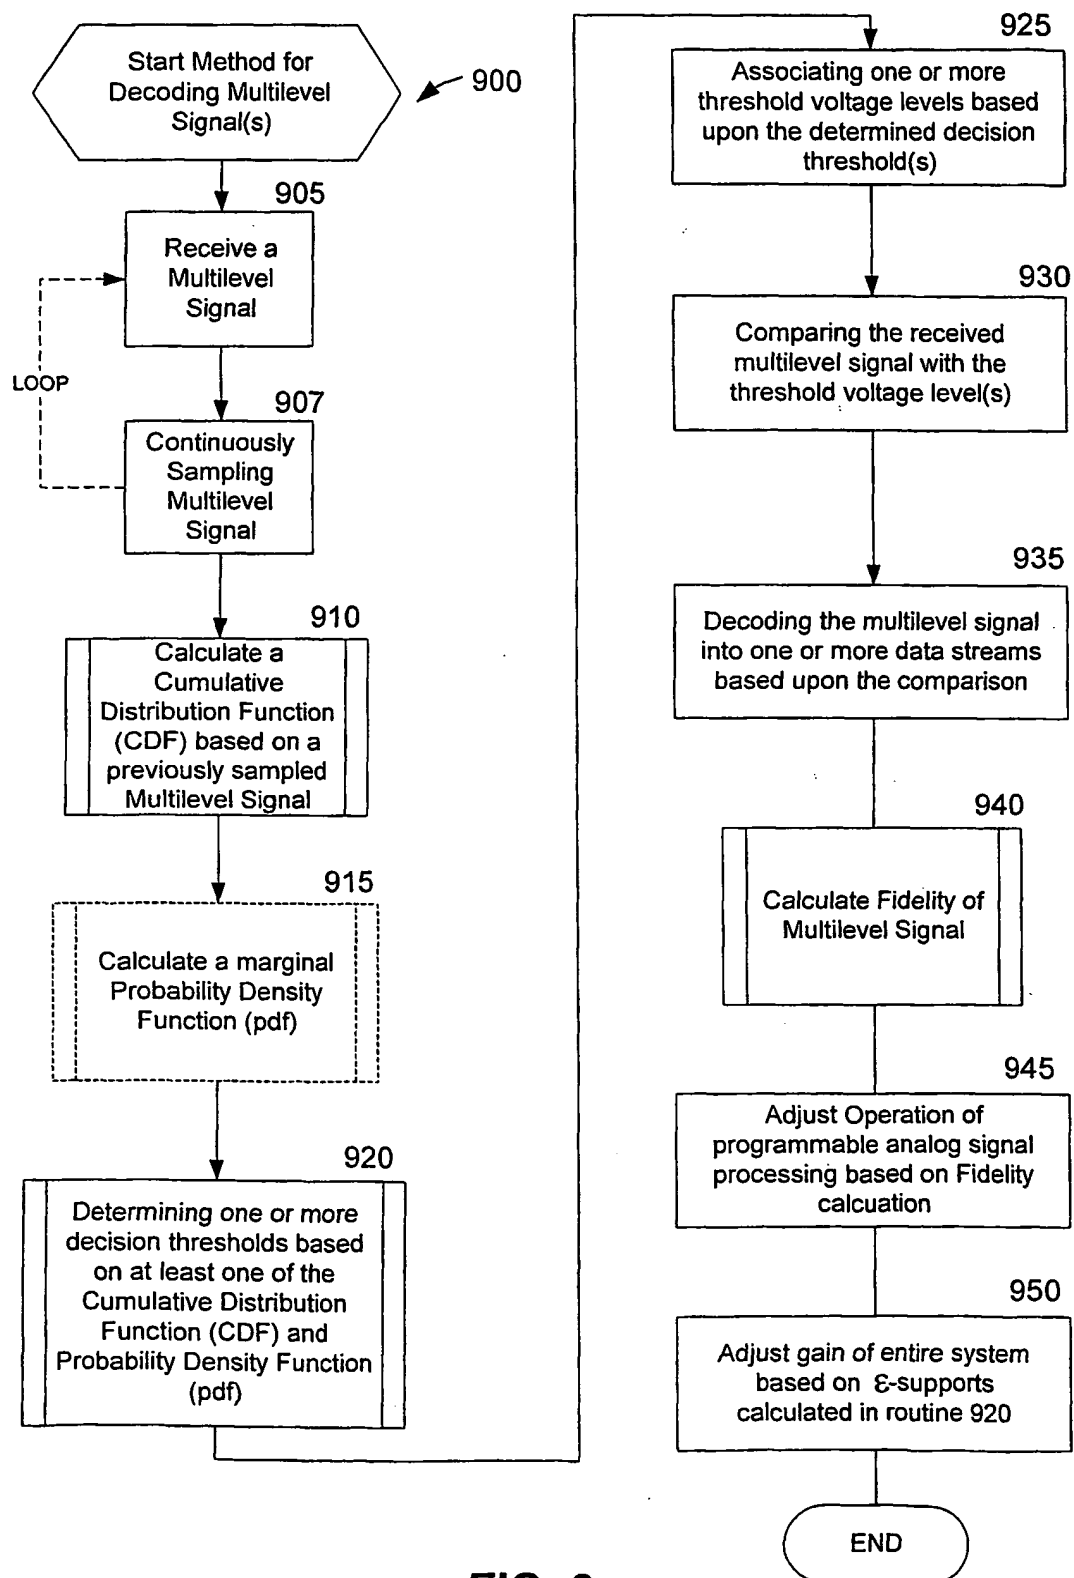 Start Method for
Decoding Multilevel
Signal(s)
900
905
Receive a
Multilevel
Signal
LOOP
907
Continuously
Sampling
Multilevel
Signal
910
Calculate a
Cumulative
Distribution Function
(CDF) based on a
previously sampled
Multilevel Signal
915
Calculate a marginal
Probability Density
Function (pdf)
920
Determining one or more
decision thresholds based
on at least one of the
Cumulative Distribution
Function (CDF) and
Probability Density Function
(pdf)
925
Associating one or more
threshold voltage levels based
upon the determined decision
threshold(s)
930
Comparing the received
multilevel signal with the
threshold voltage level(s)
935
Decoding the multilevel signal
into one or more data streams
based upon the comparison
940
Calculate Fidelity of
Multilevel Signal
945
Adjust Operation of
programmable analog signal
processing based on Fidelity
calcuation
950
Adjust gain of entire system
based on ε-supports
calculated in routine 920
END